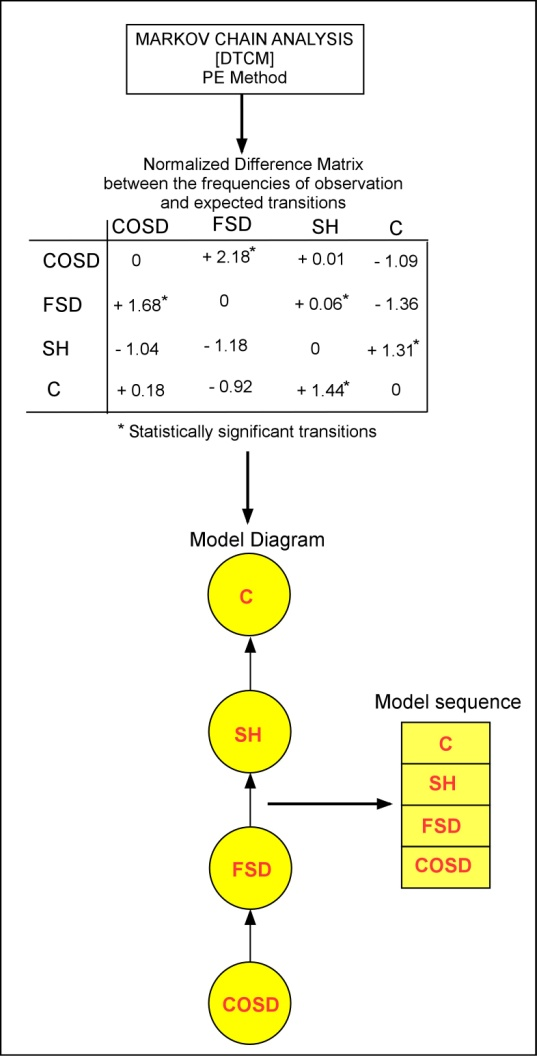 MARKOV CHAIN ANALYSIS
[DTCM]
PE Method
Normalized Difference Matrix
between the frequencies of observation
and expected transitions
COSD FSD SH C
COSD 0 + 2.18* + 0.01 - 1.09
FSD + 1.68* 0 + 0.06* - 1.36
SH - 1.04 - 1.18 0 + 1.31*
C + 0.18 - 0.92 + 1.44* 0
* Statistically significant transitions
Model Diagram
C
SH
FSD
COSD
Model sequence
C
SH
FSD
COSD